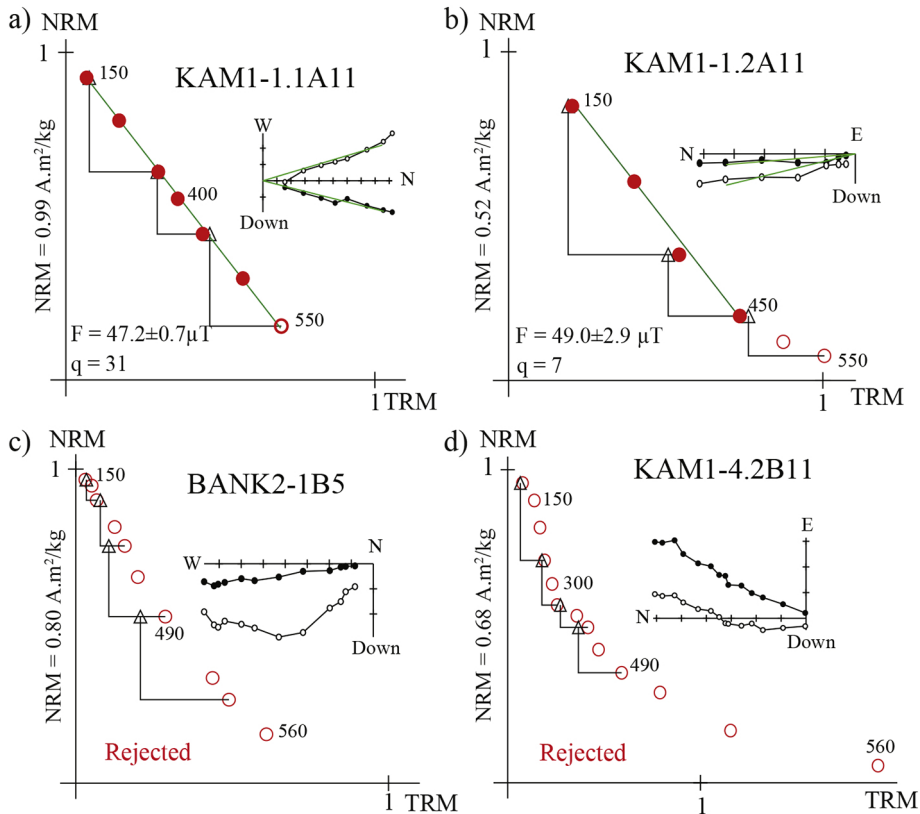 a)
NRM
1
KAM1-1.1A11
150
400
550
W
N
Down
NRM = 0.99 A.m²/kg
F = 47.2±0.7µT
q = 31
1
TRM
b)
NRM
1
KAM1-1.2A11
150
450
550
E
N
Down
NRM = 0.52 A.m²/kg
F = 49.0±2.9 µT
q = 7
1
TRM
c)
NRM
1
BANK2-1B5
150
490
560
N
W
Down
NRM = 0.80 A.m²/kg
Rejected
1
TRM
d)
NRM
1
KAM1-4.2B11
150
300
490
560
E
N
Down
NRM = 0.68 A.m²/kg
Rejected
1
TRM